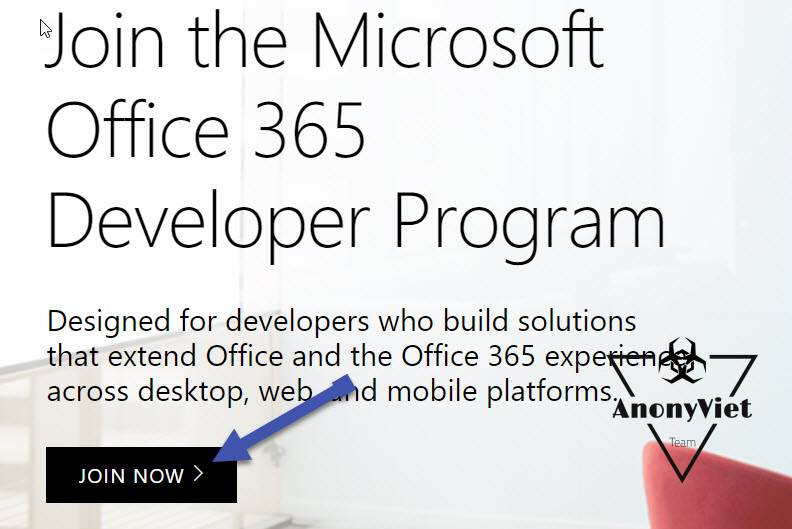 Join the Microsoft
Office 365
Developer Program
Designed for developers who build solutions
that extend Office and the Office 365 experience
across desktop, web, and mobile platforms.
AnonyViet
Team
JOIN NOW